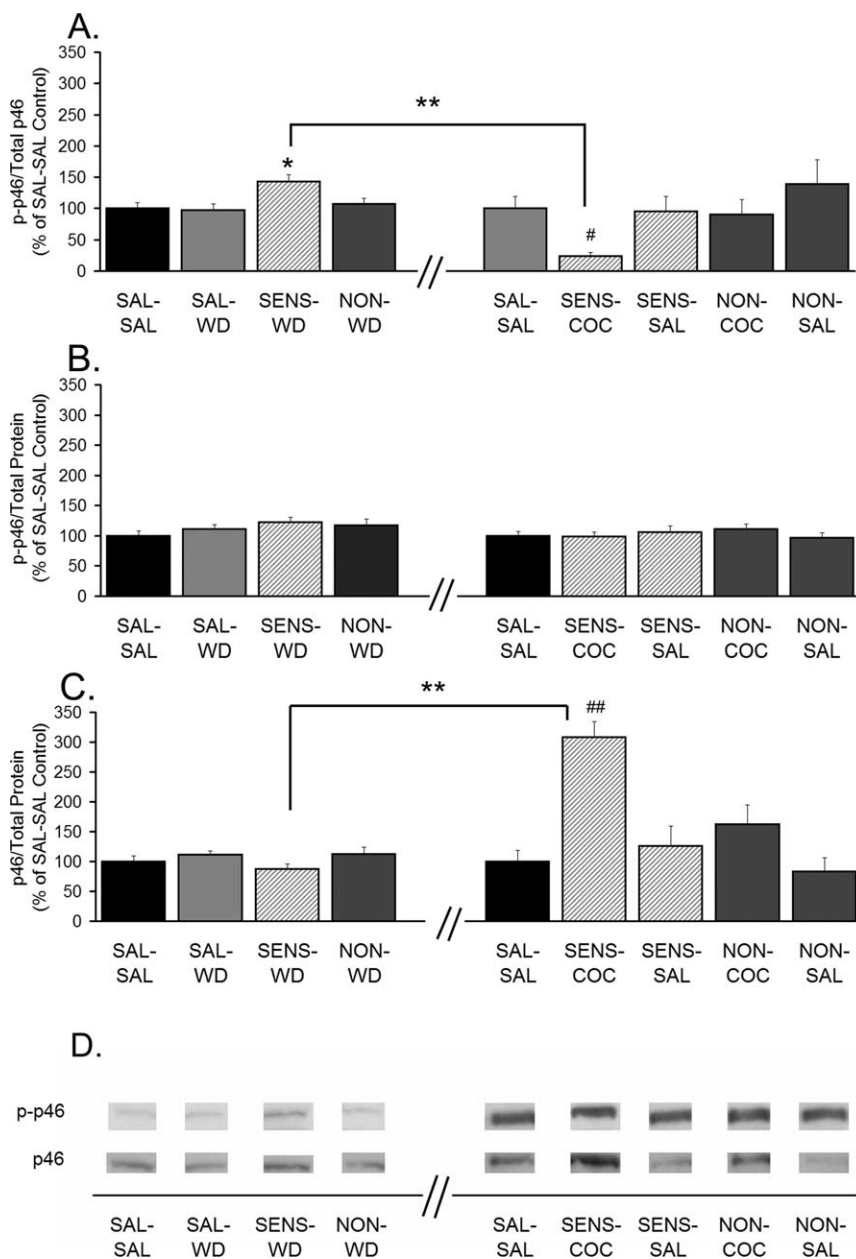 A.
p-p46/Total p46
(% of SAL-SAL Control)
350
300
250
200
150
100
50
0
**
*
#
//
SAL- SAL- SENS- NON- SAL- SENS- SENS- NON- NON-
SAL WD WD WD SAL COC SAL COC SAL
B.
p-p46/Total Protein
(% of SAL-SAL Control)
350
300
250
200
150
100
50
0
//
SAL- SAL- SENS- NON- SAL- SENS- SENS- NON- NON-
SAL WD WD WD SAL COC SAL COC SAL
C.
p46/Total Protein
(% of SAL-SAL Control)
350
300
250
200
150
100
50
0
**
##
//
SAL- SAL- SENS- NON- SAL- SENS- SENS- NON- NON-
SAL WD WD WD SAL COC SAL COC SAL
D.
p-p46
p46
//
SAL- SAL- SENS- NON- SAL- SENS- SENS- NON- NON-
SAL WD WD WD SAL COC SAL COC SAL